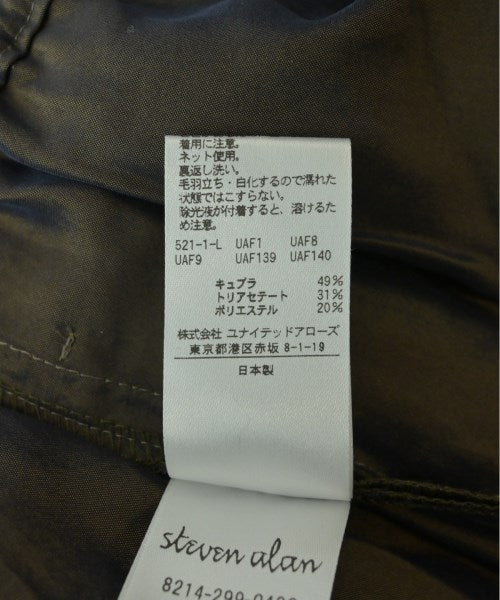 着用に注意。
ネット使用。
裏返し洗い。
毛羽立ち・白化するので濡れた
状態ではこすらない。
除光液が付着すると、溶けるため注意。
521-1-L UAF1 UAF8
UAF9 UAF139 UAF140
キュプラ 49%
トリアセテート 31%
ポリエステル 20%
株式会社 ユナイテッドアローズ
東京都港区赤坂 8-1-19
日本製
steven alan
8214-299-